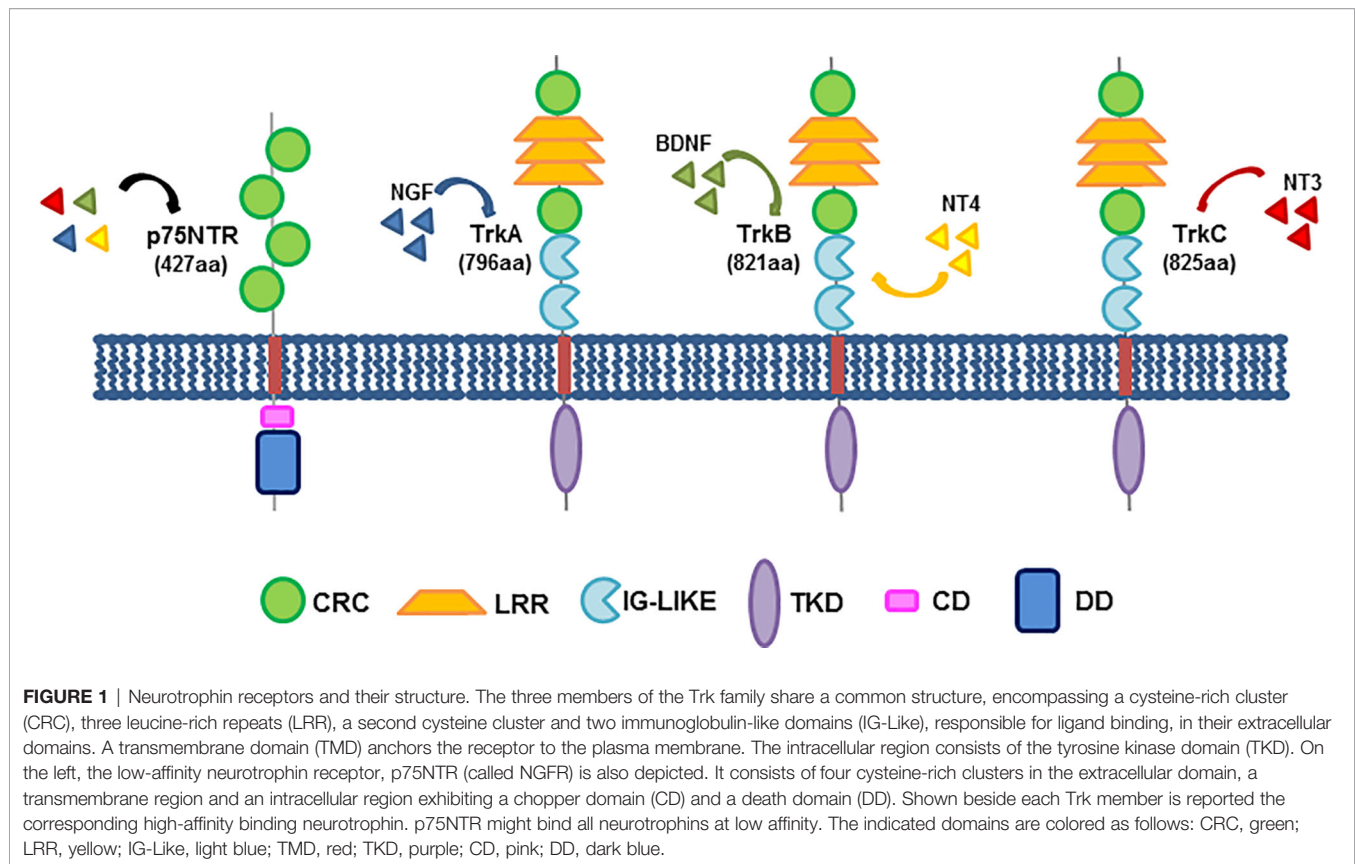 BDNF
NGF
NT4
NT3
p75NTR
(427aa)
TrkA
(796aa)
TrkB
(821aa)
TrkC
(825aa)
CRC
LRR
IG-LIKE
TKD
CD
DD
FIGURE 1 | Neurotrophin receptors and their structure. The three members of the Trk family share a common structure, encompassing a cysteine-rich cluster
(CRC), three leucine-rich repeats (LRR), a second cysteine cluster and two immunoglobulin-like domains (IG-Like), responsible for ligand binding, in their extracellular
domains. A transmembrane domain (TMD) anchors the receptor to the plasma membrane. The intracellular region consists of the tyrosine kinase domain (TKD). On
the left, the low-affinity neurotrophin receptor, p75NTR (called NGFR) is also depicted. It consists of four cysteine-rich clusters in the extracellular domain, a
transmembrane region and an intracellular region exhibiting a chopper domain (CD) and a death domain (DD). Shown beside each Trk member is reported the
corresponding high-affinity binding neurotrophin. p75NTR might bind all neurotrophins at low affinity. The indicated domains are colored as follows: CRC, green;
LRR, yellow; IG-Like, light blue; TMD, red; TKD, purple; CD, pink; DD, dark blue.